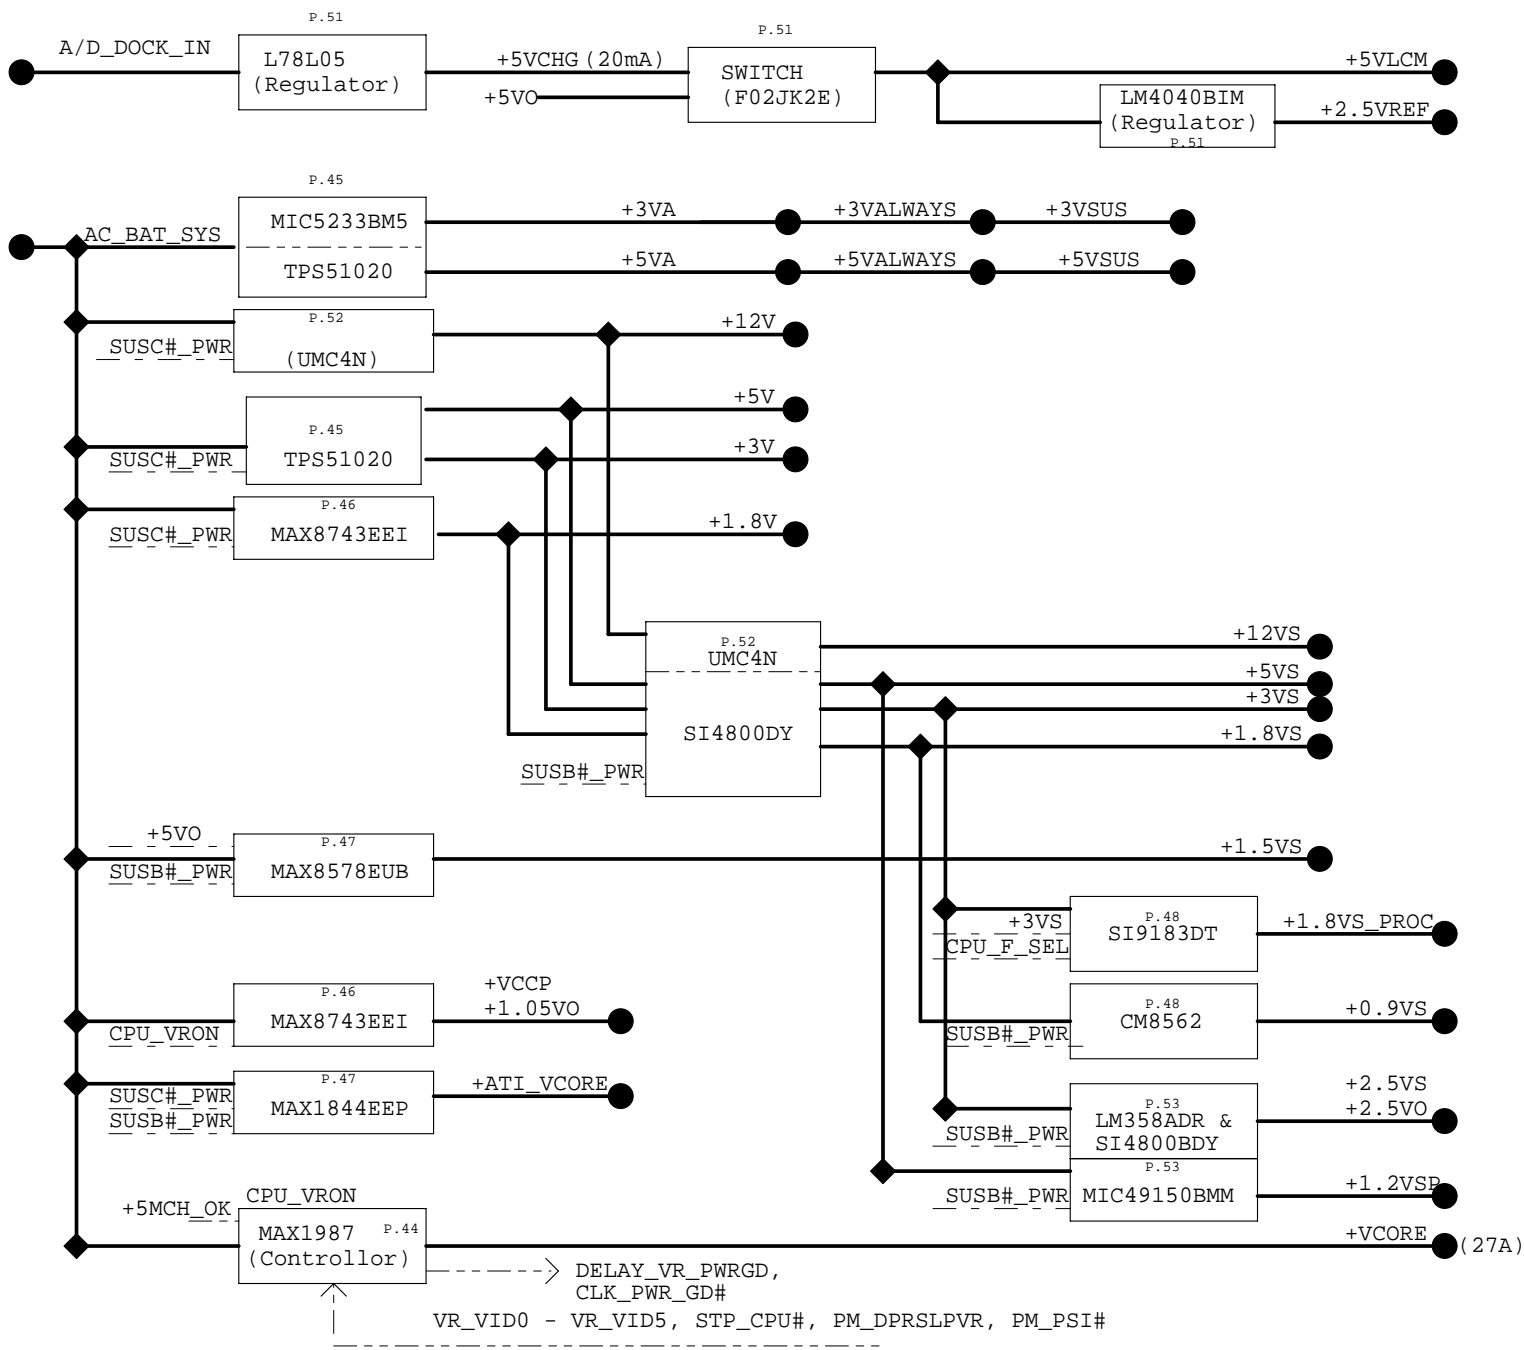 P.51
P.51
A/D_DOCK_IN
L78L05
(Regulator)
+5VCHG (20mA)
+5VO
SWITCH
(F02JK2E)
+5VLCM
LM4040BIM
(Regulator)
P.51
+2.5VREF
P.45
AC_BAT_SYS
MIC5233BM5
TPS51020
+3VA
+3VALWAYS
+3VSUS
+5VA
+5VALWAYS
+5VSUS
P.52
(UMC4N)
SUSC#_PWR
+12V
P.45
TPS51020
SUSC#_PWR
+5V
+3V
P.46
MAX8743EEI
SUSC#_PWR
+1.8V
P.52
UMC4N
SI4800DY
SUSB#_PWR
+12VS
+5VS
+3VS
+1.8VS
+5VO
SUSB#_PWR
P.47
MAX8578EUB
+1.5VS
+3VS
CPU_F_SEL
P.48
SI9183DT
+1.8VS_PROC
P.46
MAX8743EEI
CPU_VRON
+VCCP
+1.05VO
P.48
CM8562
SUSB#_PWR
+0.9VS
P.47
MAX1844EEP
SUSC#_PWR
SUSB#_PWR
+ATI_VCORE
P.53
LM358ADR &
SI4800BDY
SUSB#_PWR
+2.5VS
+2.5VO
P.53
MIC49150BMM
SUSB#_PWR
+1.2VSP
CPU_VRON
+5MCH_OK
MAX1987
P.44
(Controllor)
+VCORE
(27A)
DELAY_VR_PWRGD,
CLK_PWR_GD#
VR_VID0 - VR_VID5, STP_CPU#, PM_DPRSLPVR, PM_PSI#